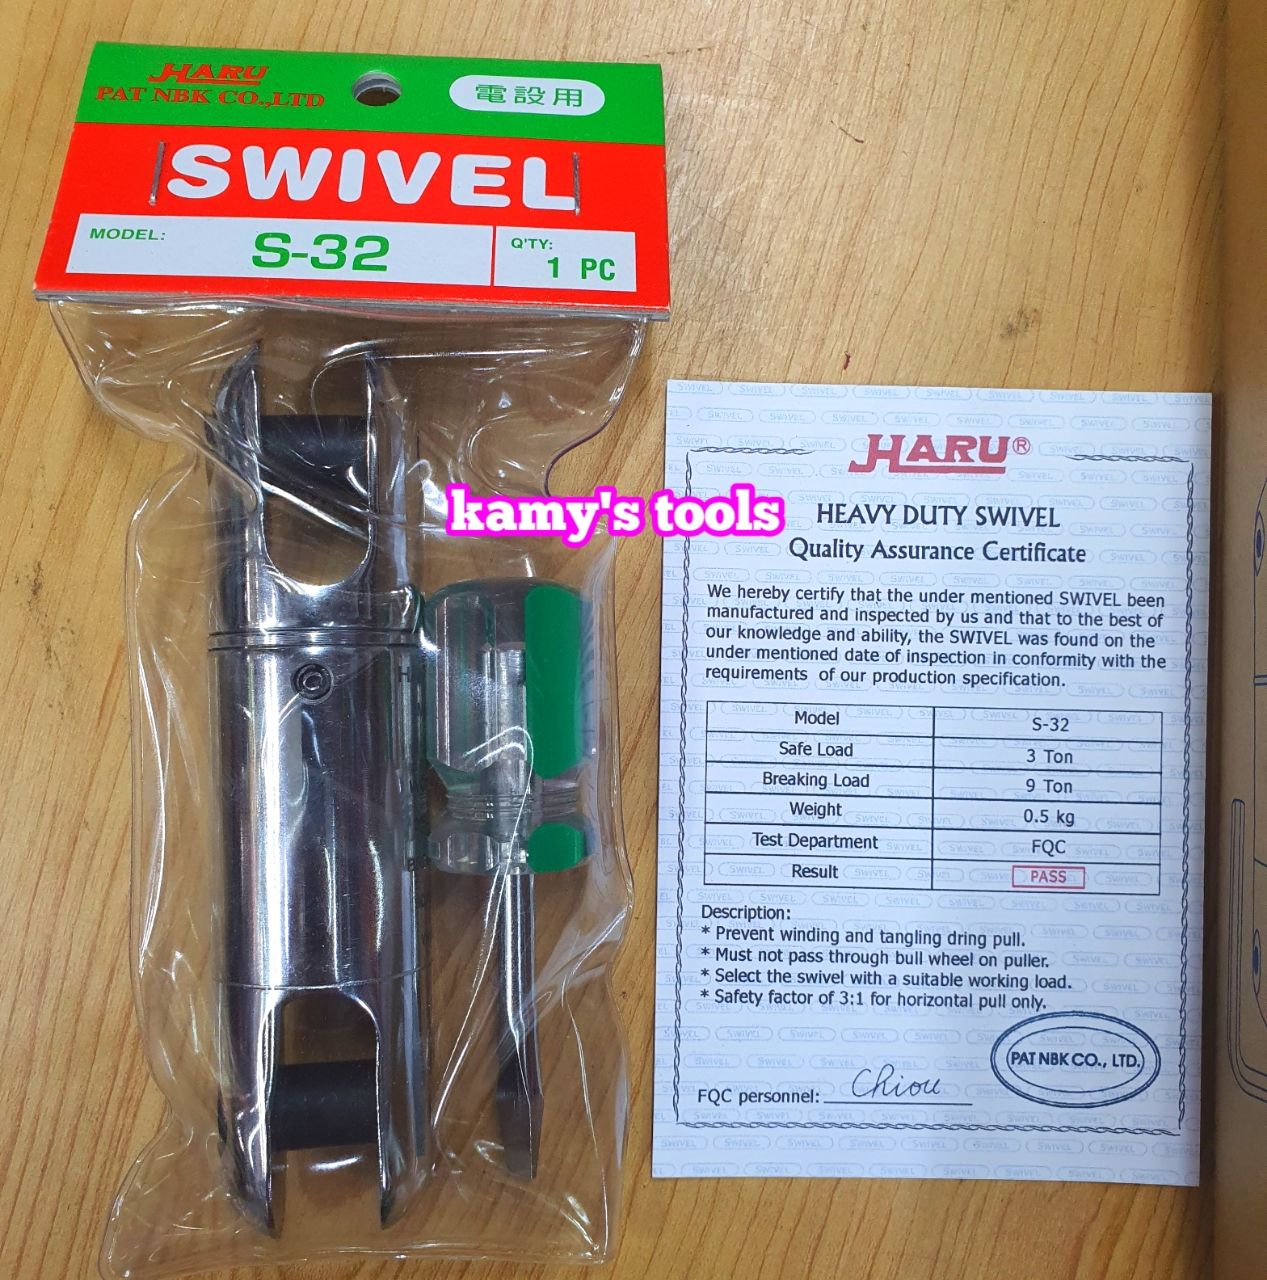 HARU
PAT NBK CO.,LTD
電設用
SWIVEL
MODEL: S-32
Q'TY: 1 PC
kamy's tools
HARU®
HEAVY DUTY SWIVEL
Quality Assurance Certificate
We hereby certify that the under mentioned SWIVEL been
manufactured and inspected by us and that to the best of
our knowledge and ability, the SWIVEL was found on the
under mentioned date of inspection in conformity with the
requirements of our production specification.
Model S-32
Safe Load 3 Ton
Breaking Load 9 Ton
Weight 0.5 kg
Test Department FQC
Result PASS
Description:
* Prevent winding and tangling dring pull.
* Must not pass through bull wheel on puller.
* Select the swivel with a suitable working load.
* Safety factor of 3:1 for horizontal pull only.
PAT NBK CO., LTD.
FQC personnel: Chiou